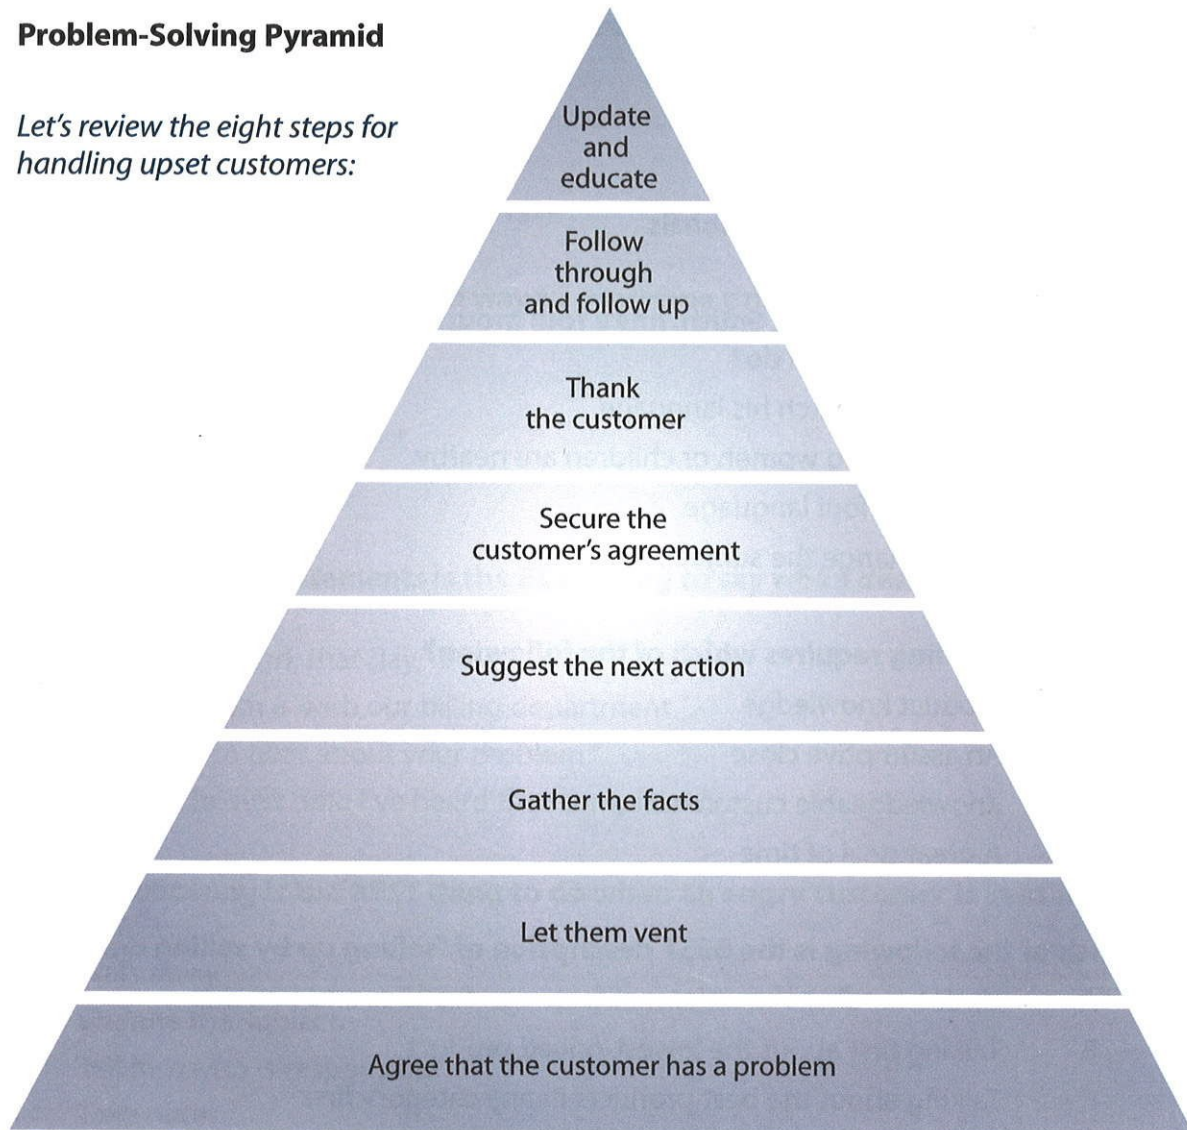 Problem-Solving Pyramid
Let's review the eight steps for
handling upset customers:
Update
and
educate
Follow
through
and follow up
Thank
the customer
Secure the
customer's agreement
Suggest the next action
Gather the facts
Let them vent
Agree that the customer has a problem